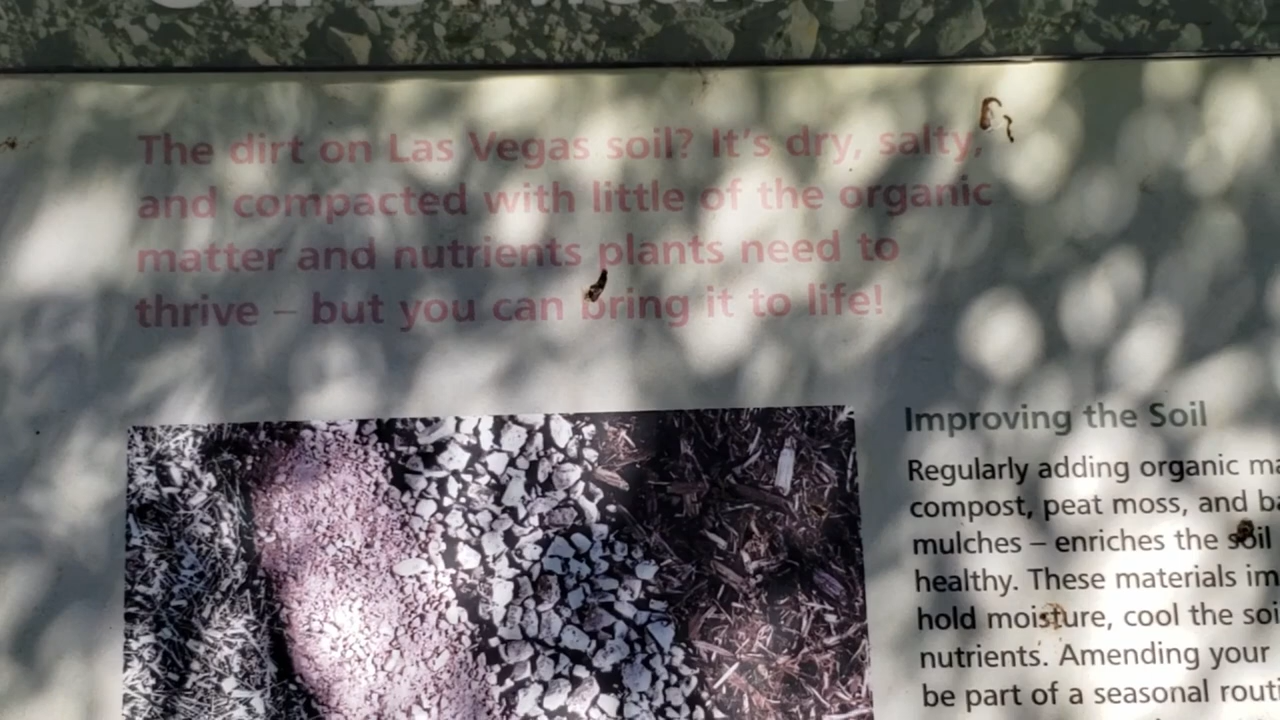 The dirt on Las Vegas soil? It's dry, salty,
and compacted with little of the organic
matter and nutrients plants need to
thrive – but you can bring it to life!
Improving the Soil
Regularly adding organic
compost, peat moss, and
mulches – enriches the soil
healthy. These materials
hold moisture, cool the
nutrients. Amending your
be part of a seasonal